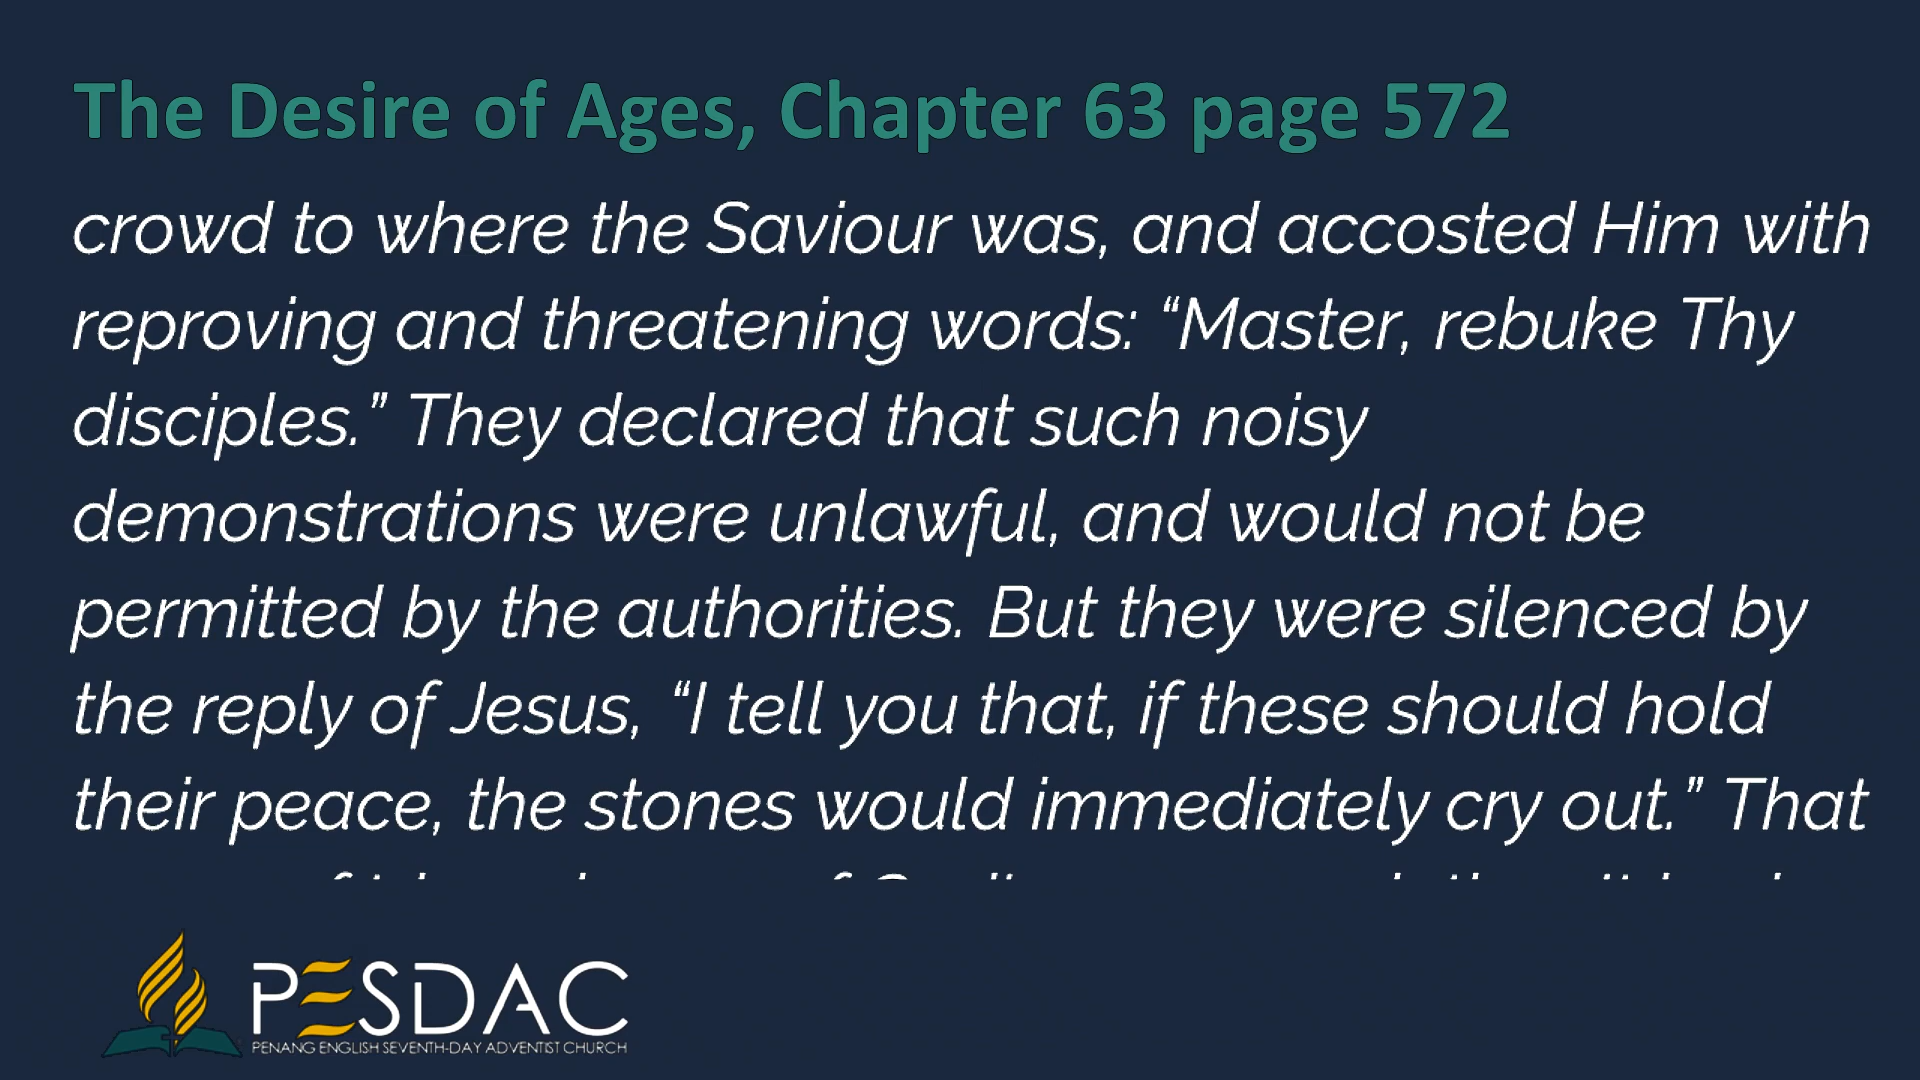 The Desire of Ages, Chapter 63 page 572
crowd to where the Saviour was, and accosted Him with
reproving and threatening words: “Master, rebuke Thy
disciples.” They declared that such noisy
demonstrations were unlawful, and would not be
permitted by the authorities. But they were silenced by
the reply of Jesus, “I tell you that, if these should hold
their peace, the stones would immediately cry out.” That
PESDAC
PENANG ENGLISH SEVENTH-DAY ADVENTIST CHURCH